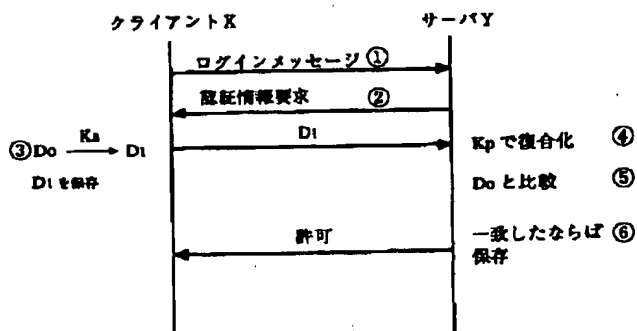 クライアントX
サーバY
ログインメッセージ ①
認証情報要求 ②
③ Do Ks D1
D1を保存
D1
Kpで復合化 ④
Doと比較 ⑤
許可
一致したならば ⑥
保存